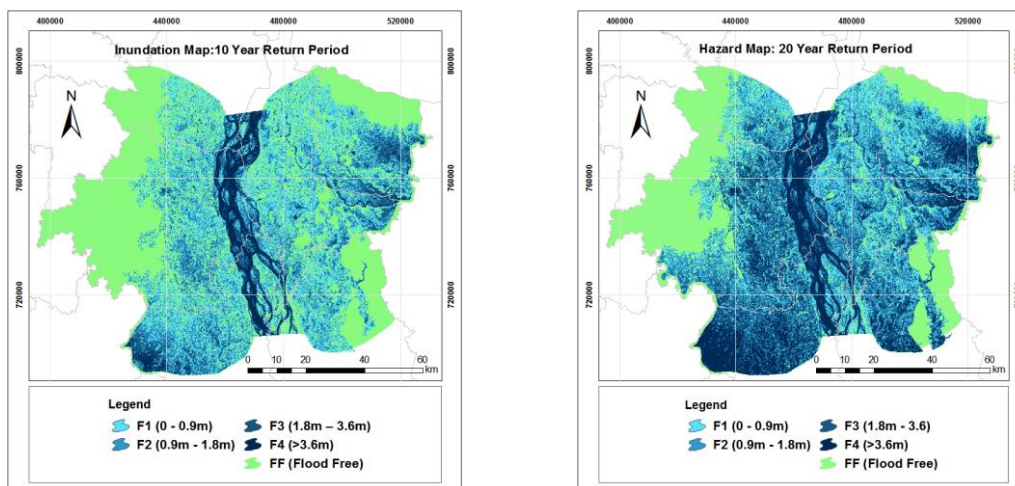 400000 440000 480000 520000
Inundation Map:10 Year Return Period
800000
N
760000
720000
0 10 20 40 60
km
Legend
F1 (0 - 0.9m) F3 (1.8m – 3.6m)
F2 (0.9m - 1.8m) F4 (>3.6m)
FF (Flood Free)
400000 440000 480000 520000
Hazard Map: 20 Year Return Period
800000
N
760000
720000
0 10 20 40 60
km
Legend
F1 (0 - 0.9m) F3 (1.8m - 3.6)
F2 (0.9m - 1.8m) F4 (>3.6m)
FF (Flood Free)